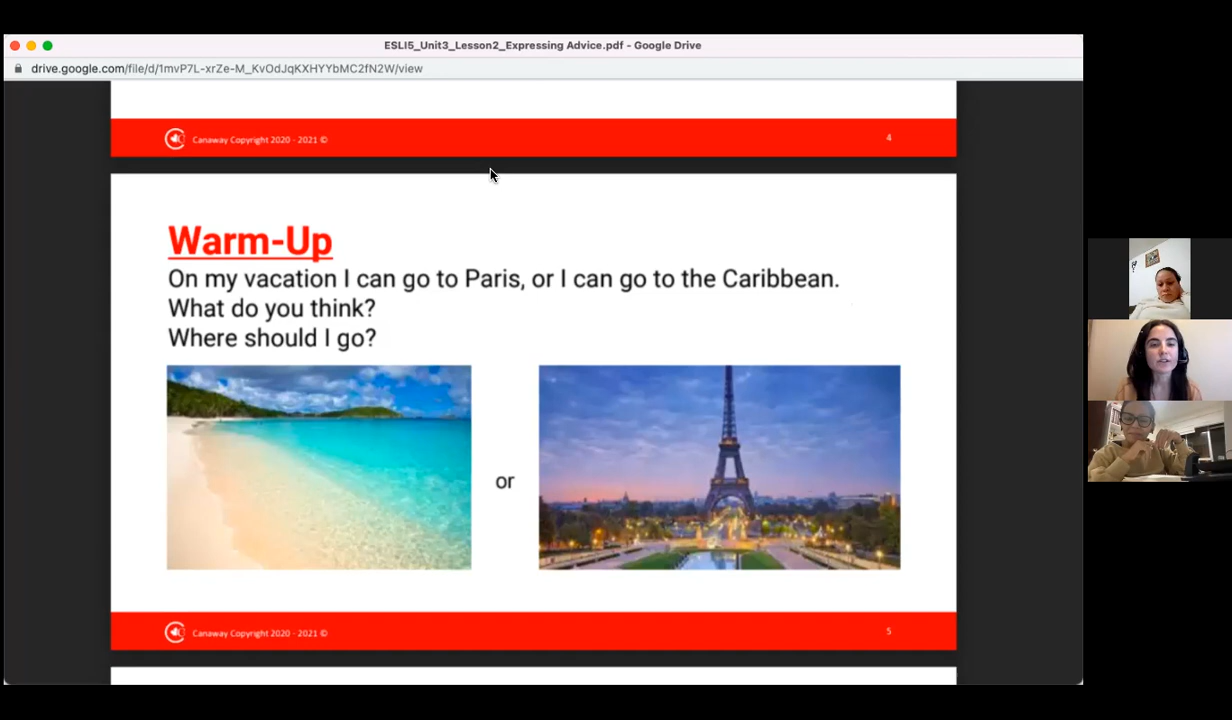 ESLI5_Unit3_Lesson2_Expressing Advice.pdf - Google Drive
drive.google.com/file/d/1mvP7L-xrZe-M_KvOdJqKXHYYbMC2fN2W/view
Canaway Copyright 2020 - 2021 ©
4
Warm-Up
On my vacation I can go to Paris, or I can go to the Caribbean.
What do you think?
Where should I go?
or
Canaway Copyright 2020 - 2021 ©
5